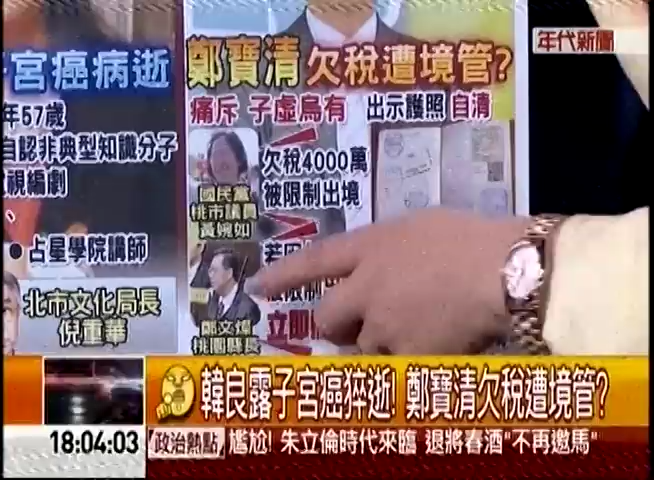 年代新聞
子宮癌病逝
年57歲
自認非典型知識分子
視編劇
、
●占星學院講師
北市文化局長
倪重華
鄭寶清欠稅遭境管?
痛斥 子虛烏有 出示護照 自清
欠稅4000萬
被限制出境
國民黨
桃市議員
黃婉如
若
鄭文燦
桃園縣長
立即
韓良露子宮癌猝逝! 鄭寶清欠稅遭境管?
18:04:03
政治熱點
尷尬! 朱立倫時代來臨 退將春酒"不再邀馬"